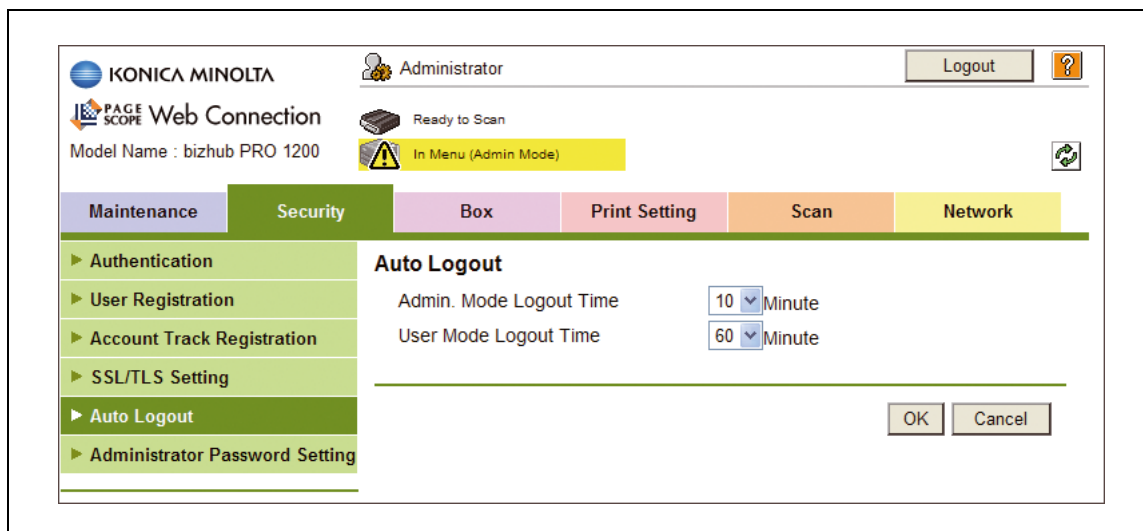 KONICA MINOLTA
Administrator
Logout
?
PAGE SCOPE Web Connection
Ready to Scan
Model Name : bizhub PRO 1200
In Menu (Admin Mode)
Maintenance Security Box Print Setting Scan Network
Authentication
User Registration
Account Track Registration
SSL/TLS Setting
Auto Logout
Administrator Password Setting
Auto Logout
Admin. Mode Logout Time 10 Minute
User Mode Logout Time 60 Minute
OK Cancel